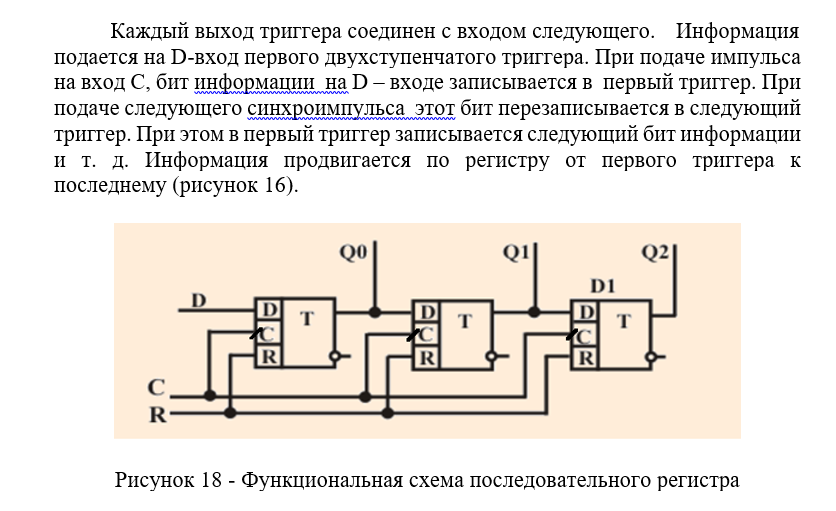 Каждый выход триггера соединен с входом следующего. Информация
подается на D-вход первого двухступенчатого триггера. При подаче импульса
на вход С, бит информации на D – входе записывается в первый триггер. При
подаче следующего синхроимпульса этот бит перезаписывается в следующий
триггер. При этом в первый триггер записывается следующий бит информации
и т. д. Информация продвигается по регистру от первого триггера к
последнему (рисунок 16).
Q0 Q1 Q2
D1
D
D T D T D T
C C C
R R R
C
R
Рисунок 18 - Функциональная схема последовательного регистра